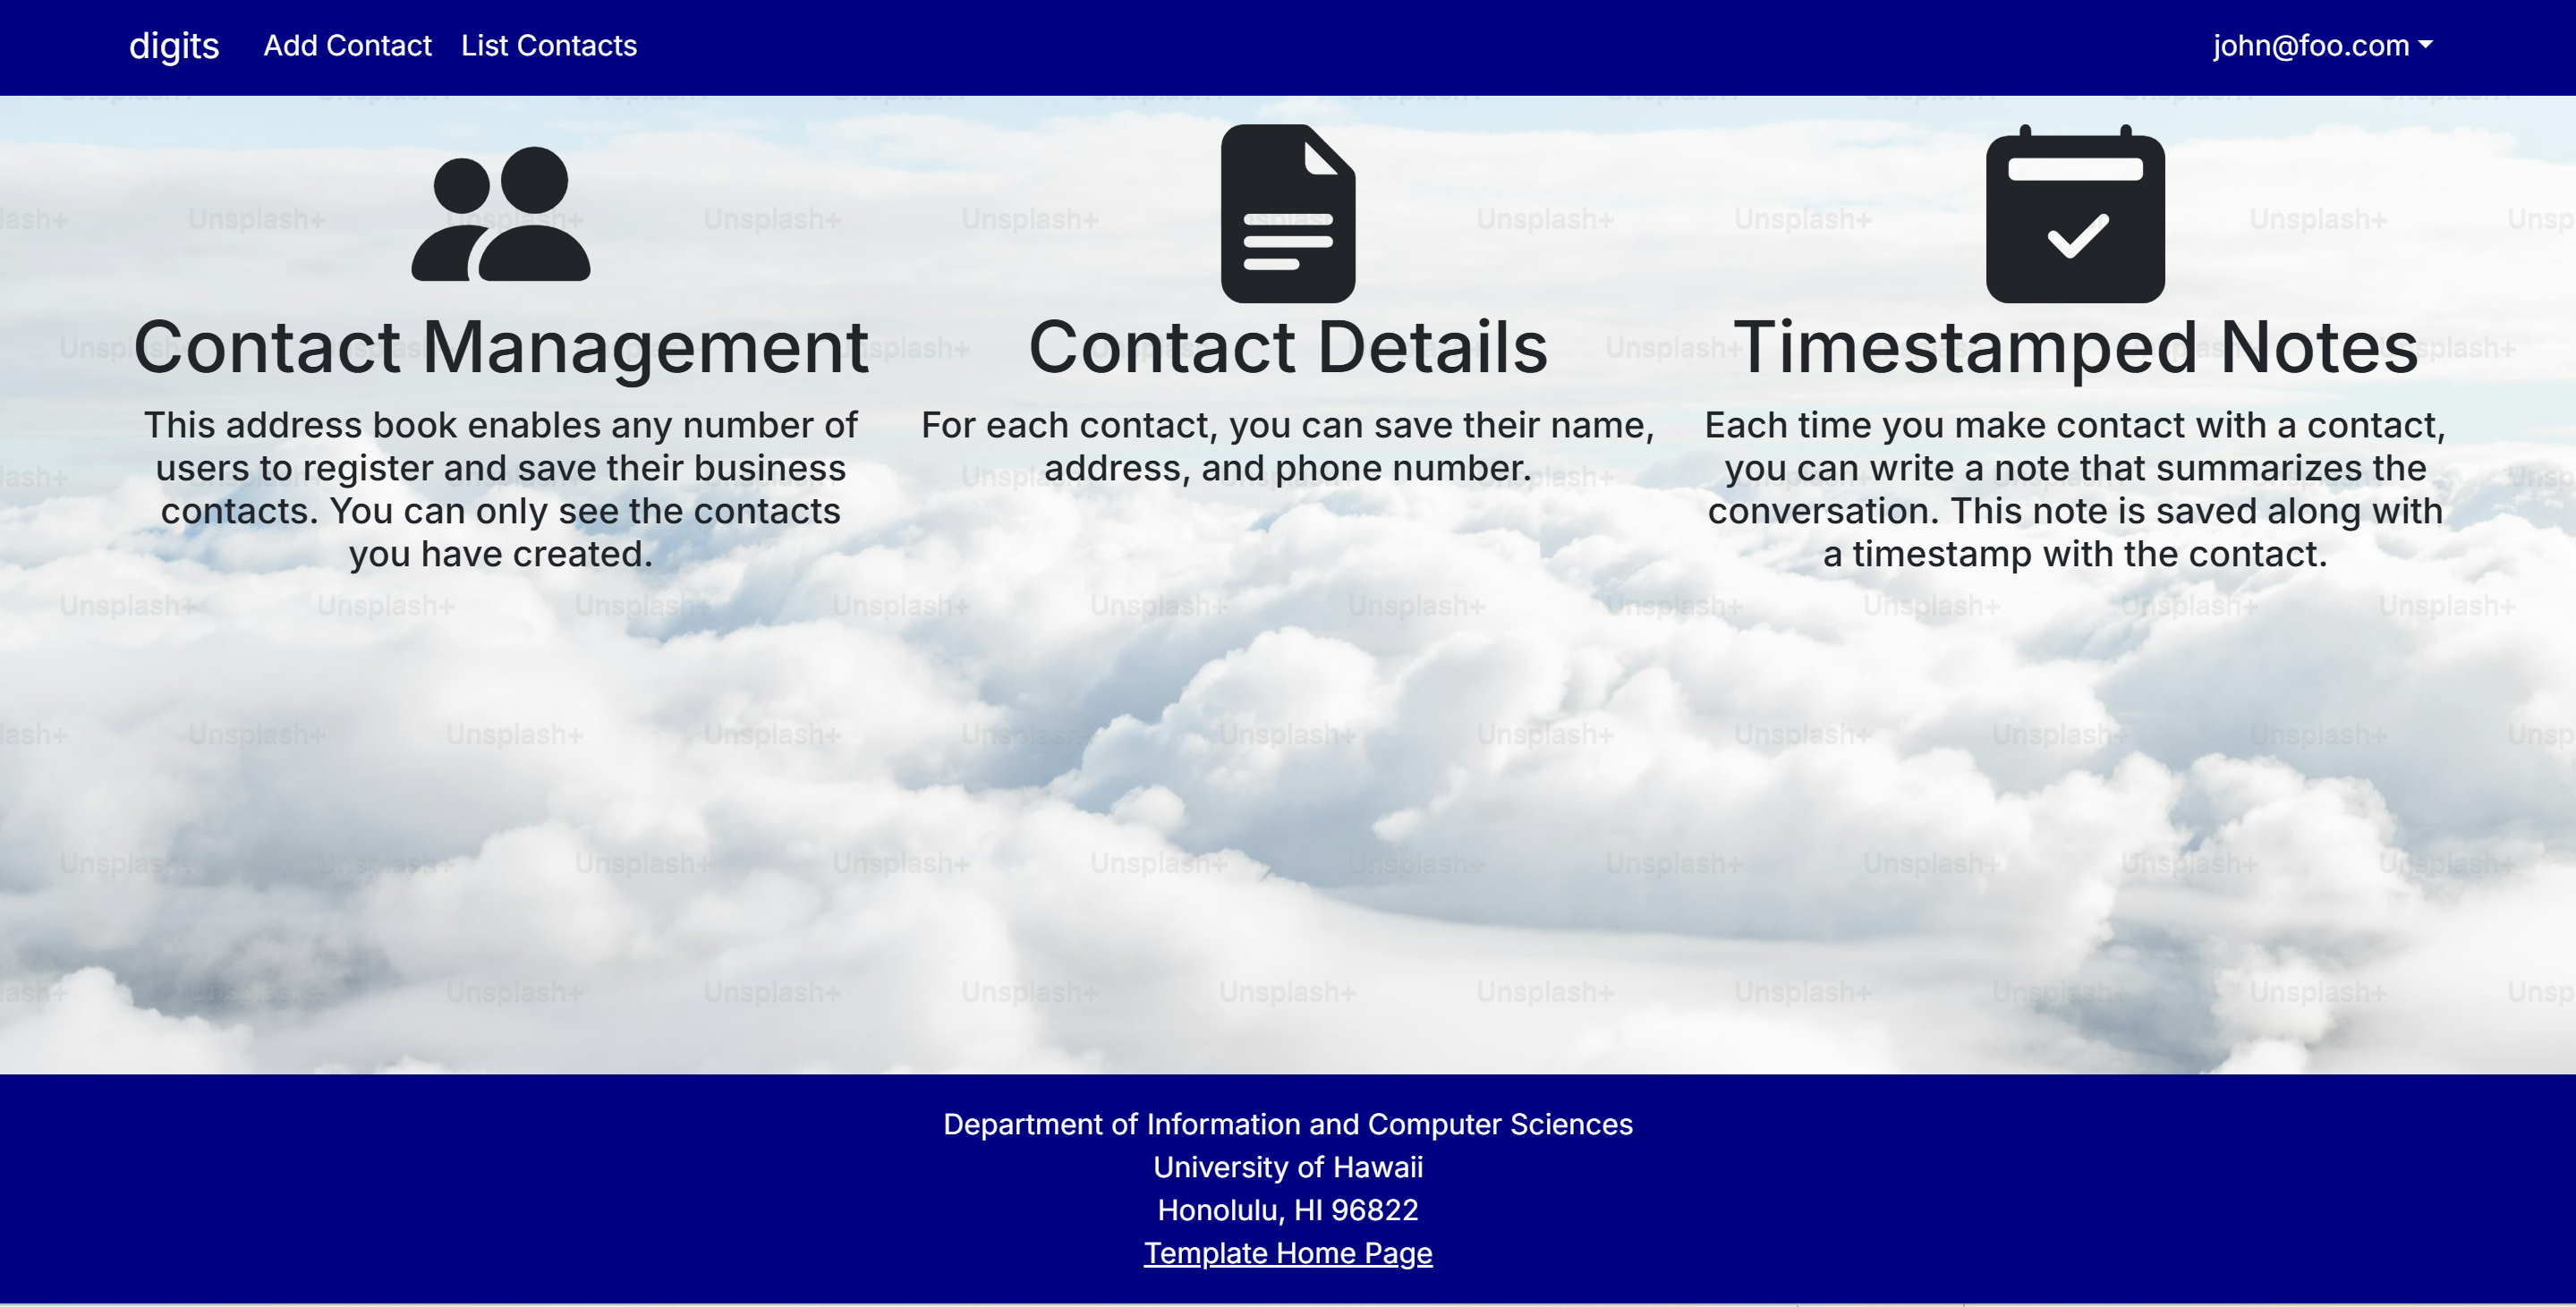 digits Add Contact List Contacts john@foo.com
Contact Management
This address book enables any number of
users to register and save their business
contacts. You can only see the contacts
you have created.
Contact Details
For each contact, you can save their name,
address, and phone number.
Timestamped Notes
Each time you make contact with a contact,
you can write a note that summarizes the
conversation. This note is saved along with
a timestamp with the contact.
Unsplash+
Department of Information and Computer Sciences
University of Hawaii
Honolulu, HI 96822
Template Home Page